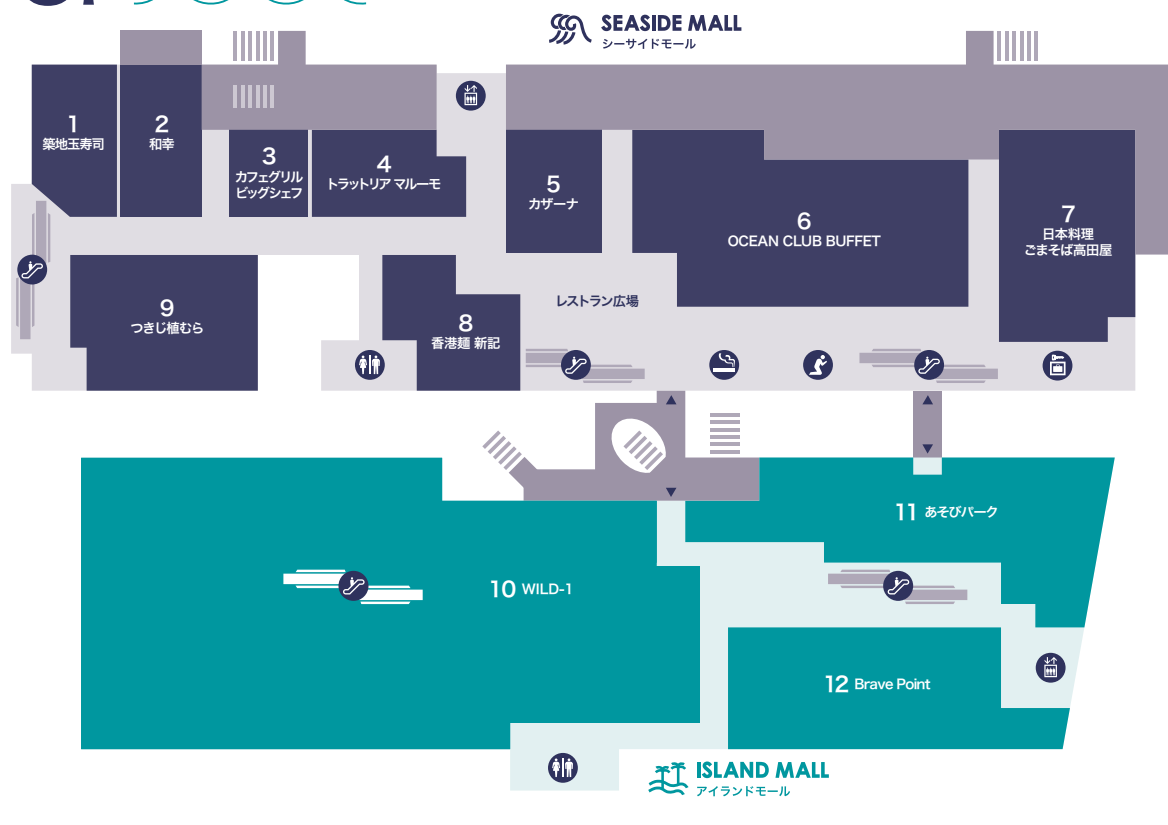 SEASIDE MALL
シーサイドモール
1
築地玉寿司
2
和幸
3
カフェグリル
ビッグシェフ
4
トラットリア マルーモ
5
カザーナ
6
OCEAN CLUB BUFFET
7
日本料理
ごまそば高田屋
9
つきじ植むら
8
香港麺 新記
レストラン広場
11 あそびパーク
10 WILD-1
12 Brave Point
ISLAND MALL
アイランドモール